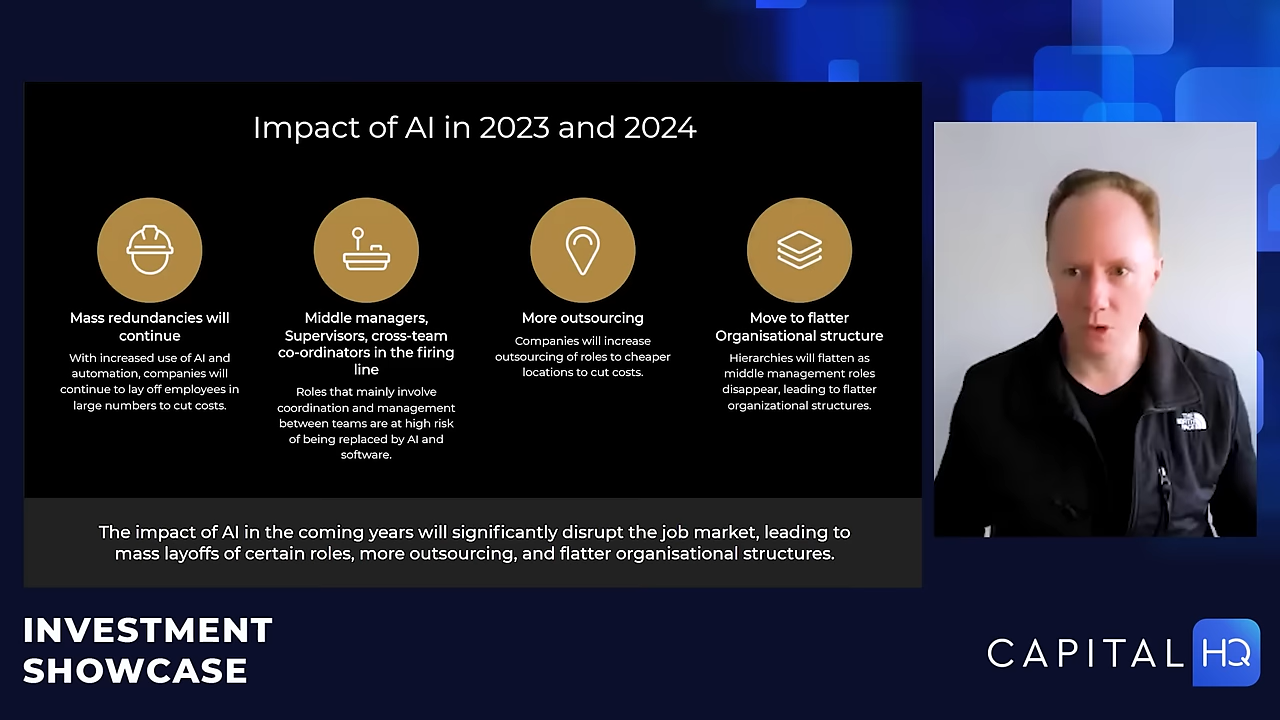 Impact of AI in 2023 and 2024
Mass redundancies will
continue
With increased use of AI and
automation, companies will
continue to lay off employees in
large numbers to cut costs.
Middle managers,
Supervisors, cross-team
co-ordinators in the firing
line
Roles that mainly involve
coordination and management
between teams are at high risk
of being replaced by AI and
software.
More outsourcing
Companies will increase
outsourcing of roles to cheaper
locations to cut costs.
Move to flatter
Organisational structure
Hierarchies will flatten as
middle management roles
disappear, leading to flatter
organizational structures.
The impact of AI in the coming years will significantly disrupt the job market, leading to
mass layoffs of certain roles, more outsourcing, and flatter organisational structures.
THE
NORTH
FACE
INVESTMENT
SHOWCASE
CAPITAL HQ